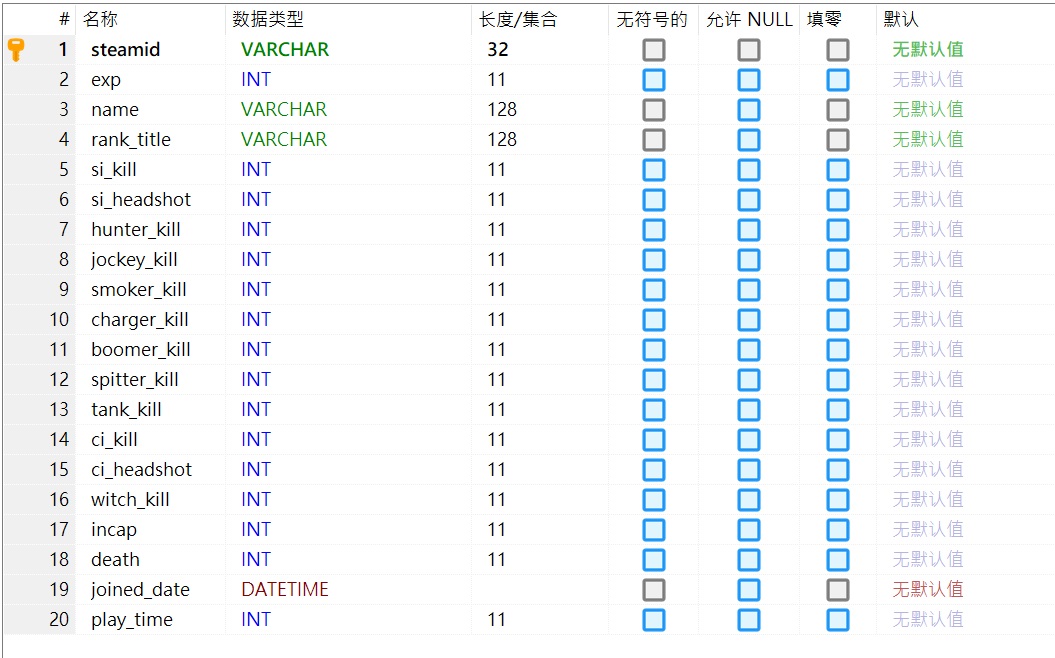 # 名称 数据类型 长度/集合 无符号的 允许 NULL 填零 默认
1 steamid VARCHAR 32 无默认值
2 exp INT 11 无默认值
3 name VARCHAR 128 无默认值
4 rank_title VARCHAR 128 无默认值
5 si_kill INT 11 无默认值
6 si_headshot INT 11 无默认值
7 hunter_kill INT 11 无默认值
8 jockey_kill INT 11 无默认值
9 smoker_kill INT 11 无默认值
10 charger_kill INT 11 无默认值
11 boomer_kill INT 11 无默认值
12 spitter_kill INT 11 无默认值
13 tank_kill INT 11 无默认值
14 ci_kill INT 11 无默认值
15 ci_headshot INT 11 无默认值
16 witch_kill INT 11 无默认值
17 incap INT 11 无默认值
18 death INT 11 无默认值
19 joined_date DATETIME 无默认值
20 play_time INT 11 无默认值